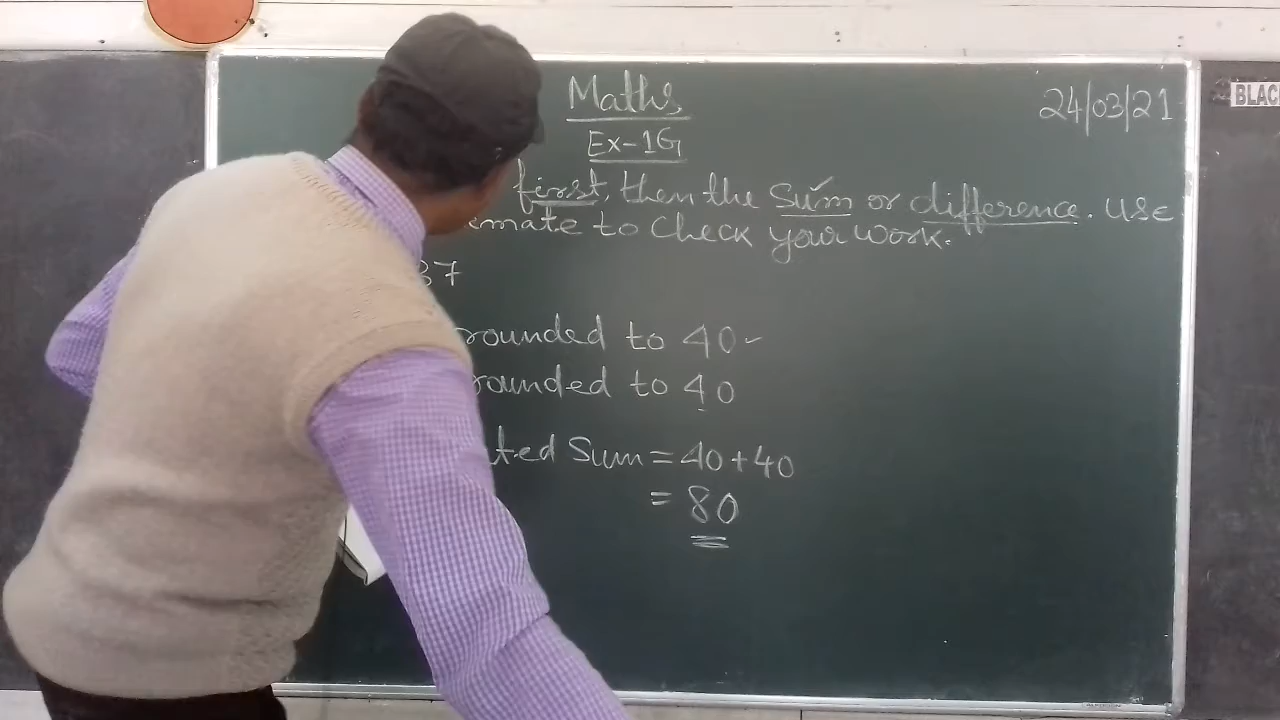 Maths
24/03/21
BLAC
Ex-1G
first, then the Sum or difference. Use
mate to Check your work.
37
rounded to 40
rounded to 40
ted Sum = 40 + 40
= 80